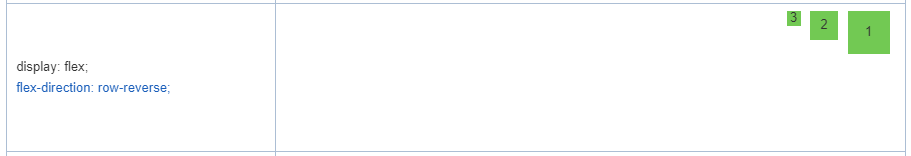 3 2 1
display: flex;
flex-direction: row-reverse;